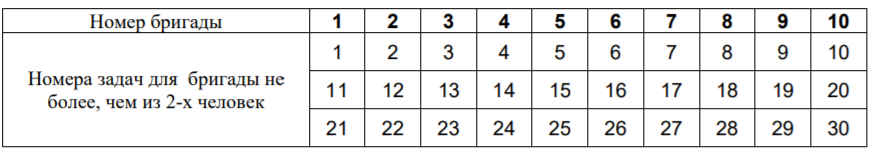 Номер бригады 1 2 3 4 5 6 7 8 9 10
1 2 3 4 5 6 7 8 9 10
Номера задач для бригады не
более, чем из 2-х человек
11 12 13 14 15 16 17 18 19 20
21 22 23 24 25 26 27 28 29 30